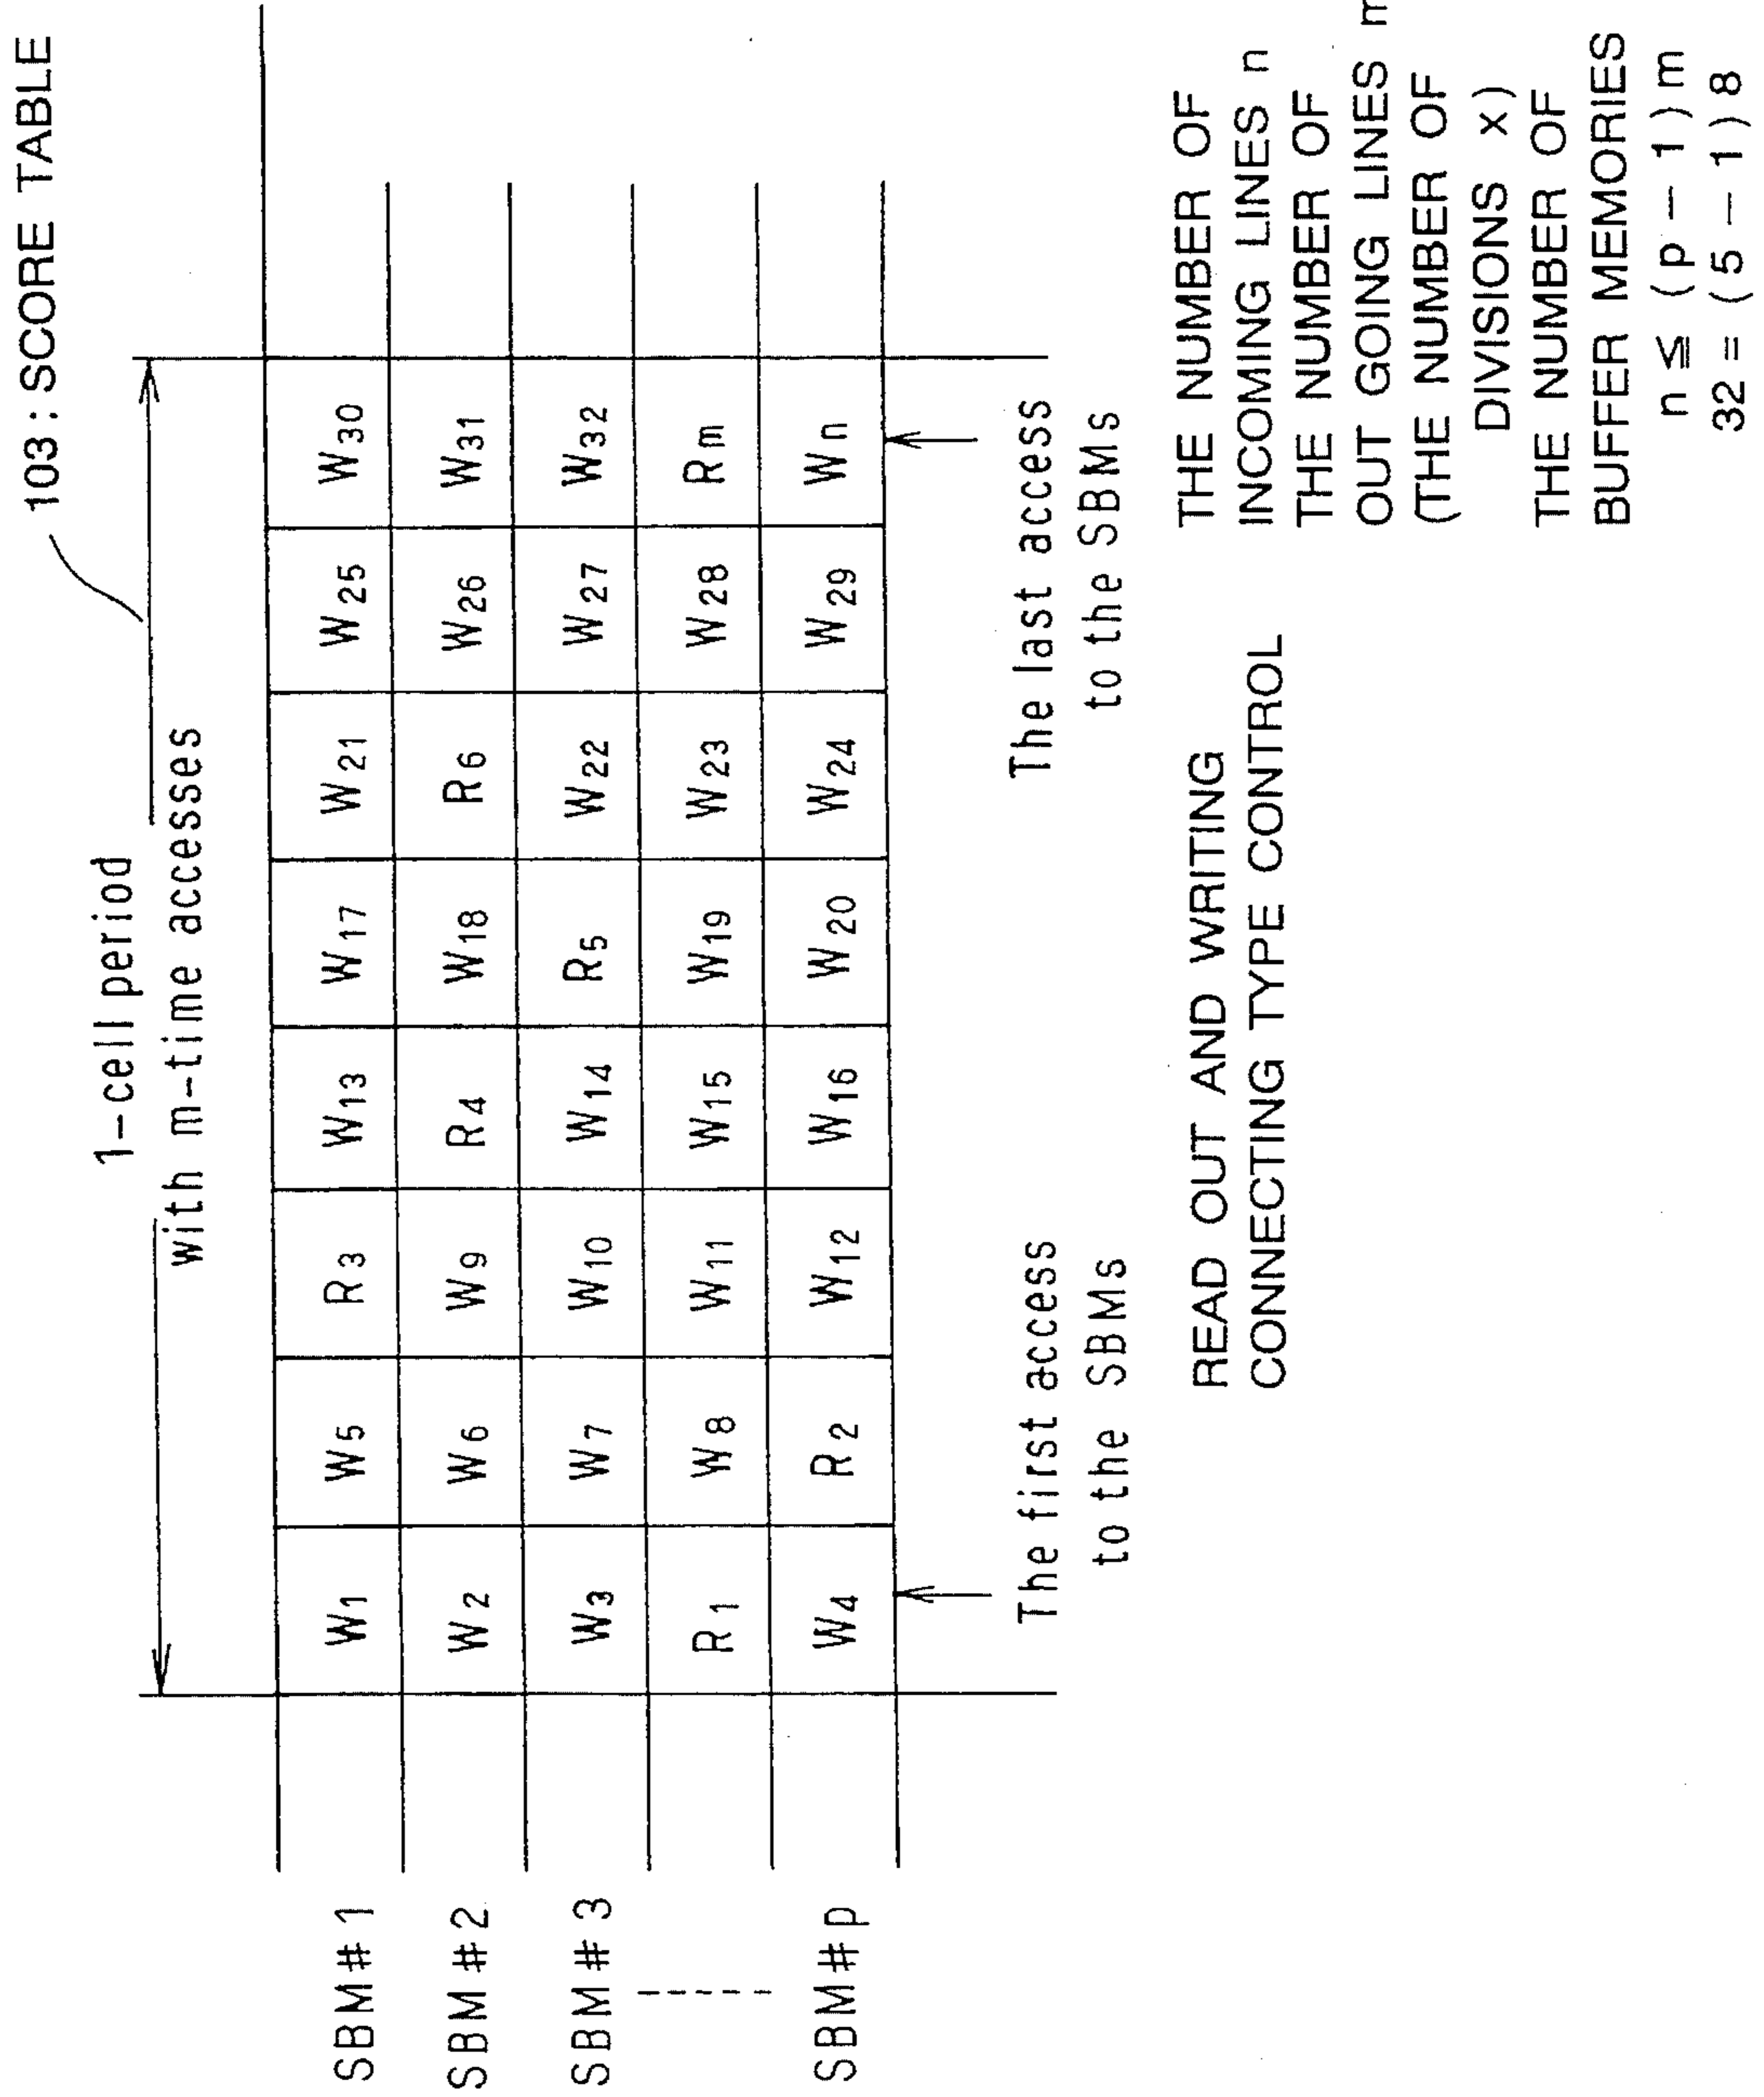 103:SCORE TABLE
1-cell period
with m-time accesses
SBM#1 W1 W5 R3 W13 W17 W21 W25 W30
SBM#2 W2 W6 W9 R4 W18 R6 W26 W31
SBM#3 W3 W7 W10 W14 R5 W22 W27 W32
R1 W8 W11 W15 W19 W23 W28 Rm
SBM#p W4 R2 W12 W16 W20 W24 W29 Wn
The first access
to the SBMs
The last access
to the SBMs
READ OUT AND WRITING
CONNECTING TYPE CONTROL
THE NUMBER OF
INCOMING LINES n
THE NUMBER OF
OUT GOING LINES m
(THE NUMBER OF
DIVISIONS x)
THE NUMBER OF
BUFFER MEMORIES
n ≦ (p - 1)m
32 = (5 - 1)8